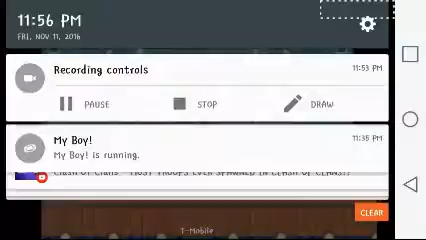 11:56 PM
FRI, NOV 11, 2016
Recording controls
11:53 PM
PAUSE
STOP
DRAW
My Boy!
11:35 PM
My Boy! is running.
Clash Of Clans - "MOST TROOPS EVER SPAWNED IN CLASH OF CLANS!!
CLEAR
T-Mobile